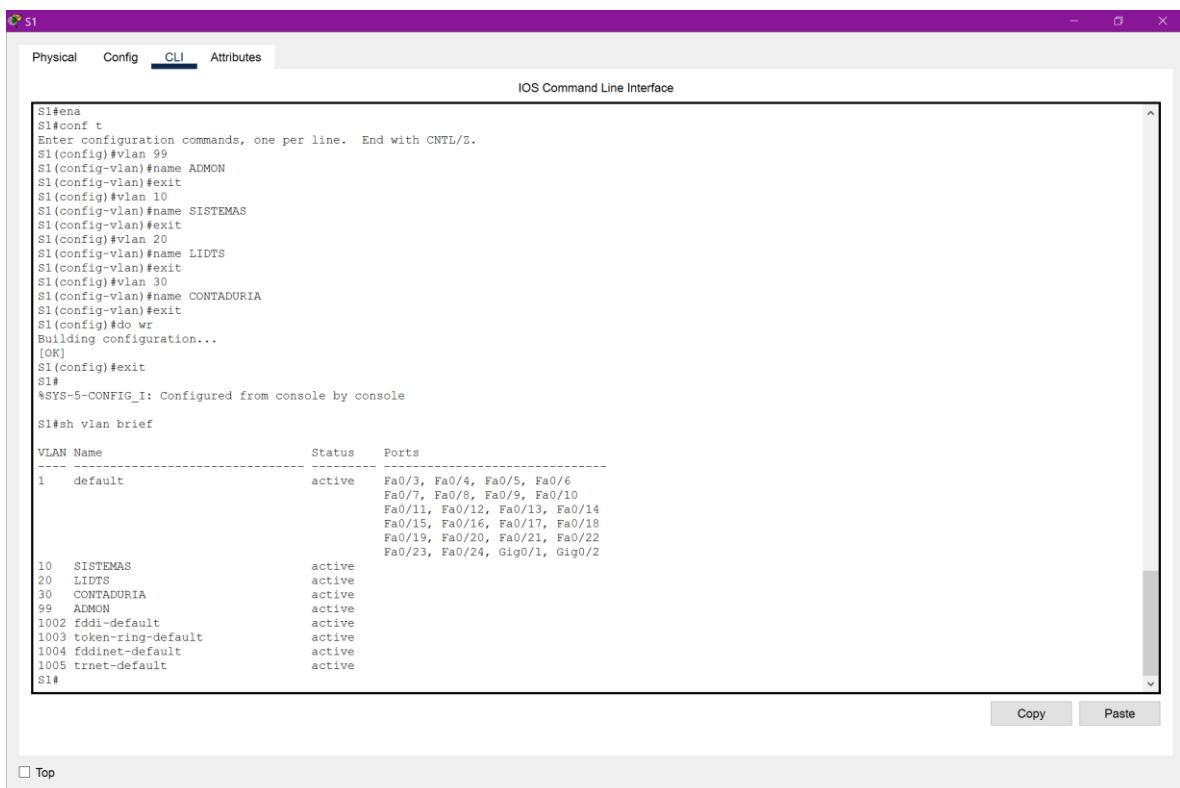 S1
Physical Config CLI Attributes
IOS Command Line Interface
S1#ena
S1#conf t
Enter configuration commands, one per line.  End with CNTL/Z.
S1(config)#vlan 99
S1(config-vlan)#name ADMON
S1(config-vlan)#exit
S1(config)#vlan 10
S1(config-vlan)#name SISTEMAS
S1(config-vlan)#exit
S1(config)#vlan 20
S1(config-vlan)#name LIDTS
S1(config-vlan)#exit
S1(config)#vlan 30
S1(config-vlan)#name CONTADURIA
S1(config-vlan)#exit
S1(config)#do wr
Building configuration...
[OK]
S1(config)#exit
S1#
%SYS-5-CONFIG_I: Configured from console by console
S1#sh vlan brief
VLAN Name                             Status    Ports
---- -------------------------------- --------- -------------------------------
1    default                          active    Fa0/3, Fa0/4, Fa0/5, Fa0/6
                                                Fa0/7, Fa0/8, Fa0/9, Fa0/10
                                                Fa0/11, Fa0/12, Fa0/13, Fa0/14
                                                Fa0/15, Fa0/16, Fa0/17, Fa0/18
                                                Fa0/19, Fa0/20, Fa0/21, Fa0/22
                                                Fa0/23, Fa0/24, Gig0/1, Gig0/2
10   SISTEMAS                         active
20   LIDTS                            active
30   CONTADURIA                       active
99   ADMON                            active
1002 fddi-default                     active
1003 token-ring-default               active
1004 fddinet-default                  active
1005 trnet-default                    active
S1#
Copy Paste
Top